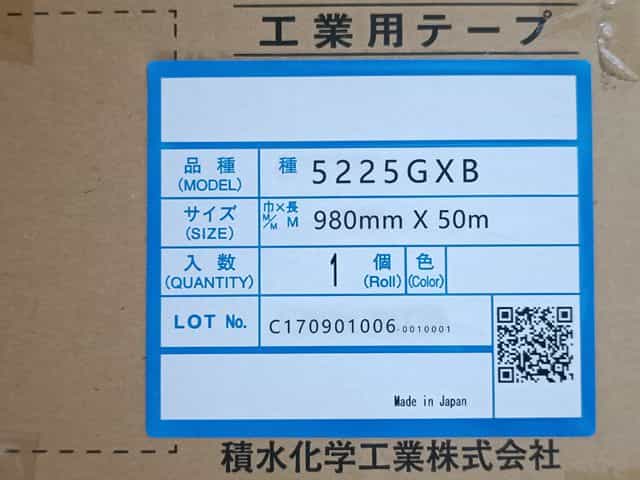 工業用テープ
品種 種 5225GXB
(MODEL)
サイズ 巾×長 980mm X 50m
(SIZE) M/M M
入数 1 個 色
(QUANTITY) (Roll) (Color)
LOT No. C170901006-0010001
Made in Japan
積水化学工業株式会社